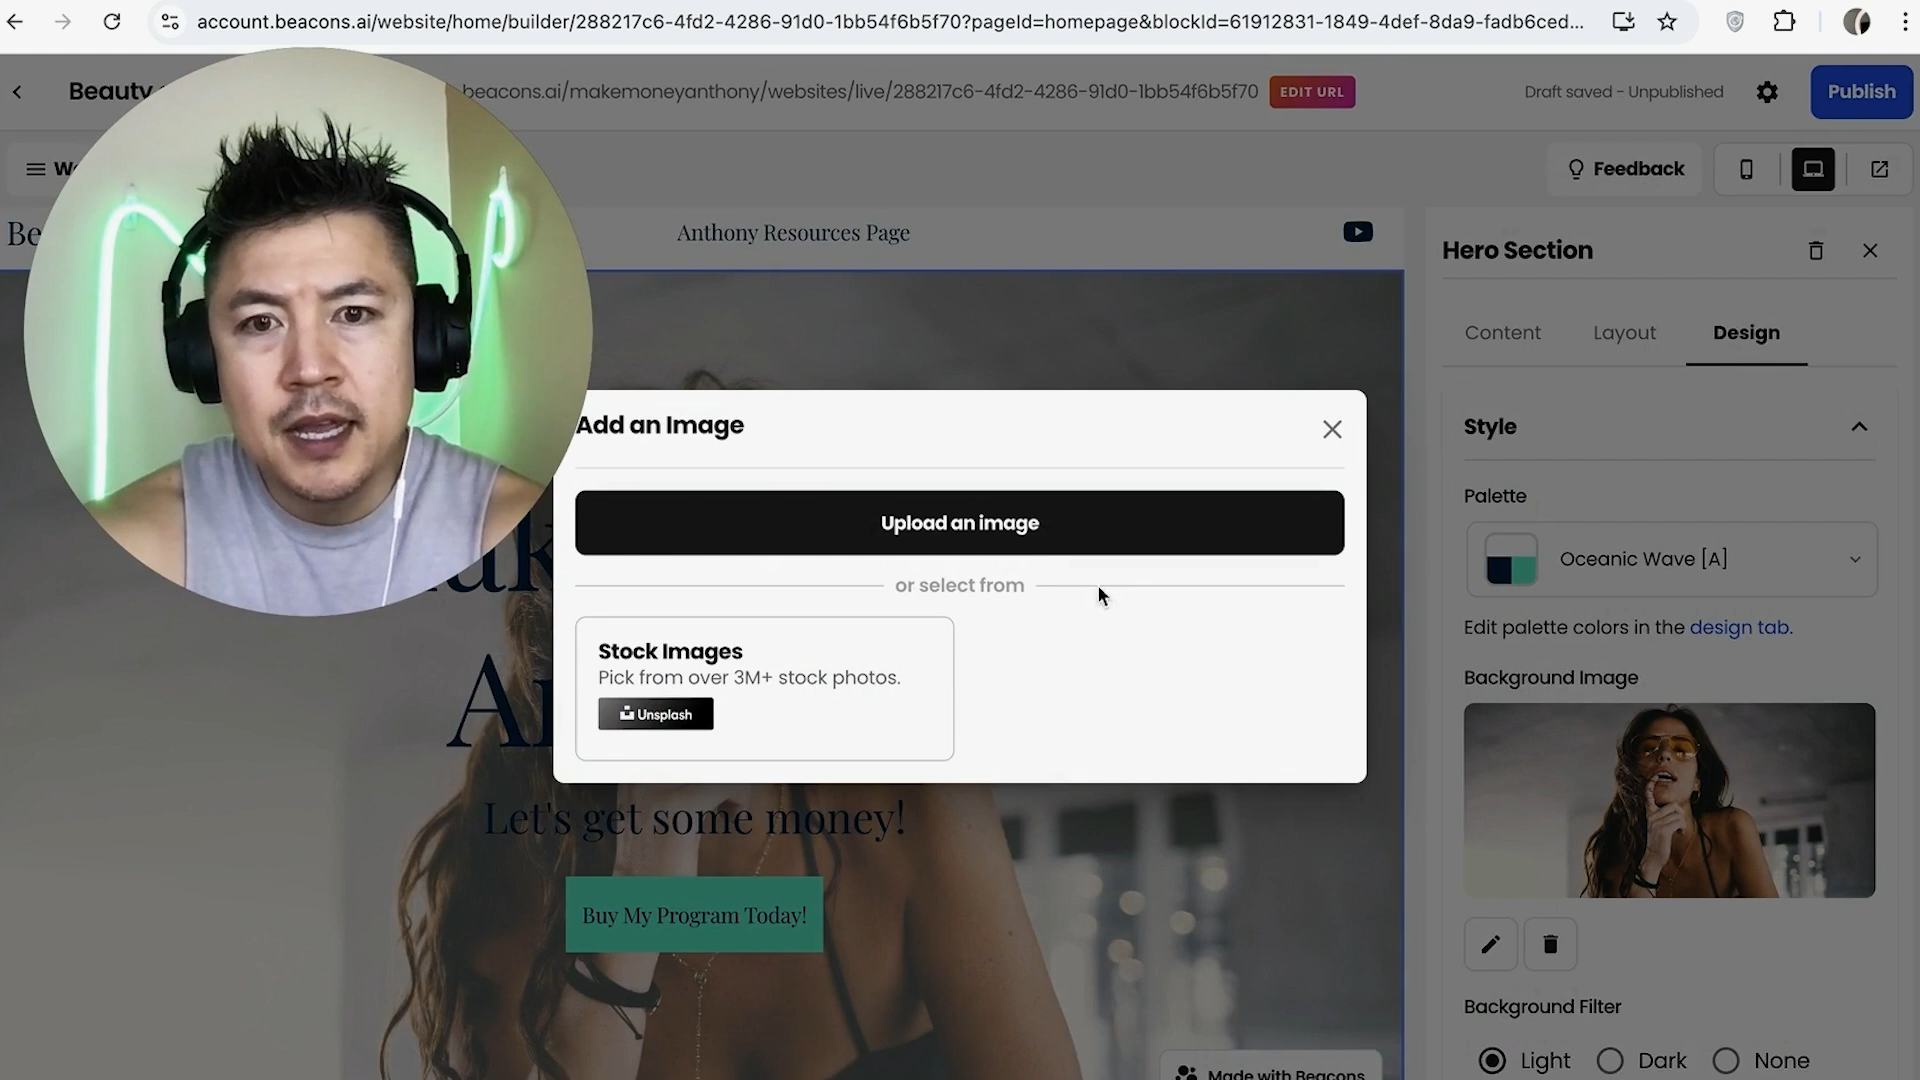 account.beacons.ai/website/home/builder/288217c6-4fd2-4286-91d0-1bb54f6b5f70?pageId=homepage&blockId=61912831-1849-4def-8da9-fadb6ced...
Beauty
beacons.ai/makemoneyanthony/websites/live/288217c6-4fd2-4286-91d0-1bb54f6b5f70
EDIT URL
Draft saved - Unpublished
Publish
Feedback
Anthony Resources Page
Hero Section
Content
Layout
Design
Add an Image
Style
Palette
Upload an image
Oceanic Wave [A]
or select from
Edit palette colors in the design tab.
Stock Images
Pick from over 3M+ stock photos.
Unsplash
Background Image
Let's get some money!
Buy My Program Today!
Background Filter
Light
Dark
None
Made with Beacons